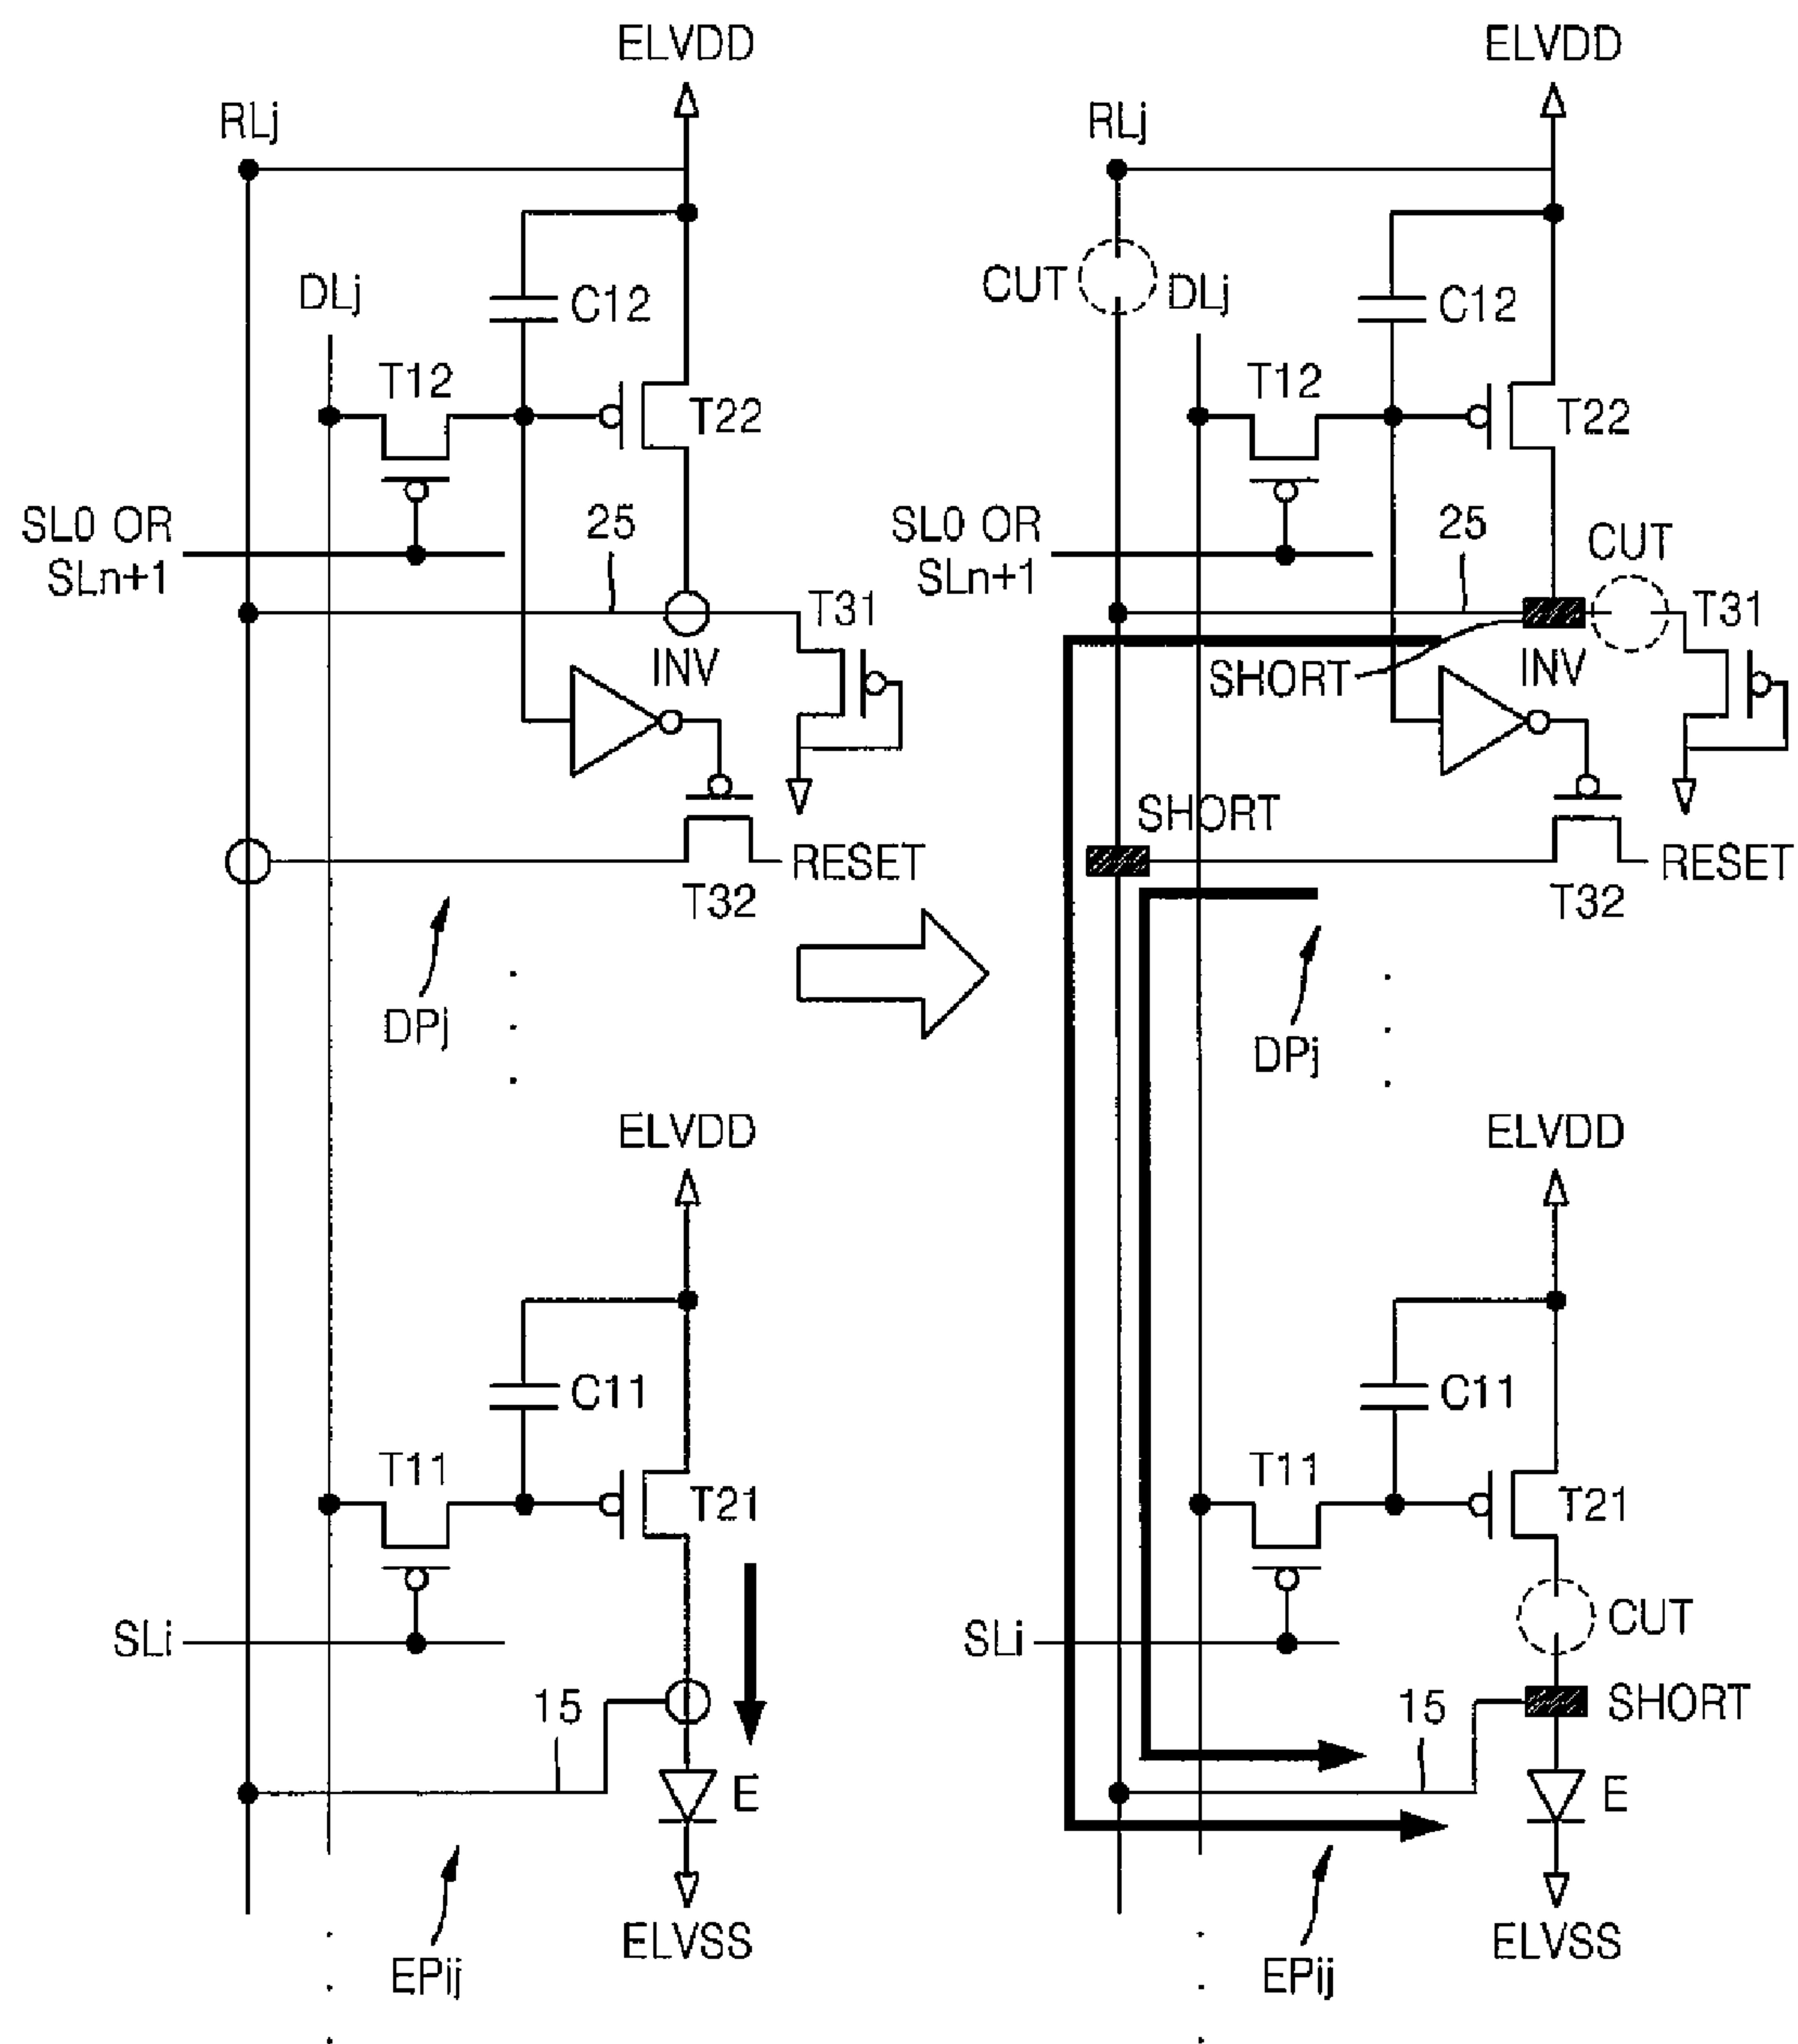 ELVDD
RLj
DLj
C12
T12
T22
SL0 OR
SLn+1
25
T31
INV
RESET
T32
DPj
ELVDD
C11
T11
T21
SLi
15
E
ELVSS
EPij
ELVDD
RLj
CUT
DLj
C12
T12
T22
SL0 OR
SLn+1
25
CUT
T31
SHORT
INV
SHORT
RESET
T32
DPj
ELVDD
C11
T11
T21
CUT
SLi
15
SHORT
E
ELVSS
EPij